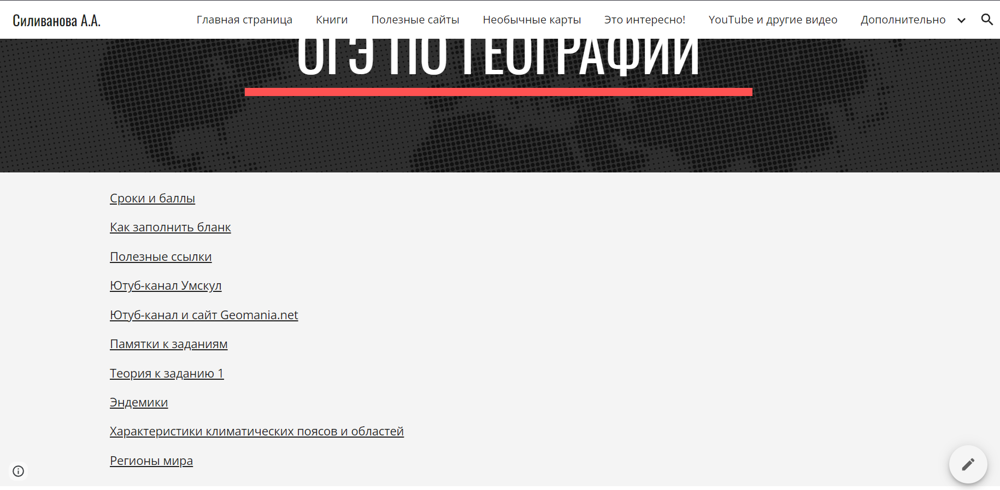 Силиванова А.А.
Главная страница
Книги
Полезные сайты
Необычные карты
Это интересно!
YouTube и другие видео
Дополнительно
ОГЭ ПО ГЕОГРАФИИ
Сроки и баллы
Как заполнить бланк
Полезные ссылки
Ютуб-канал Умскул
Ютуб-канал и сайт Geomania.net
Памятки к заданиям
Теория к заданию 1
Эндемики
Характеристики климатических поясов и областей
Регионы мира